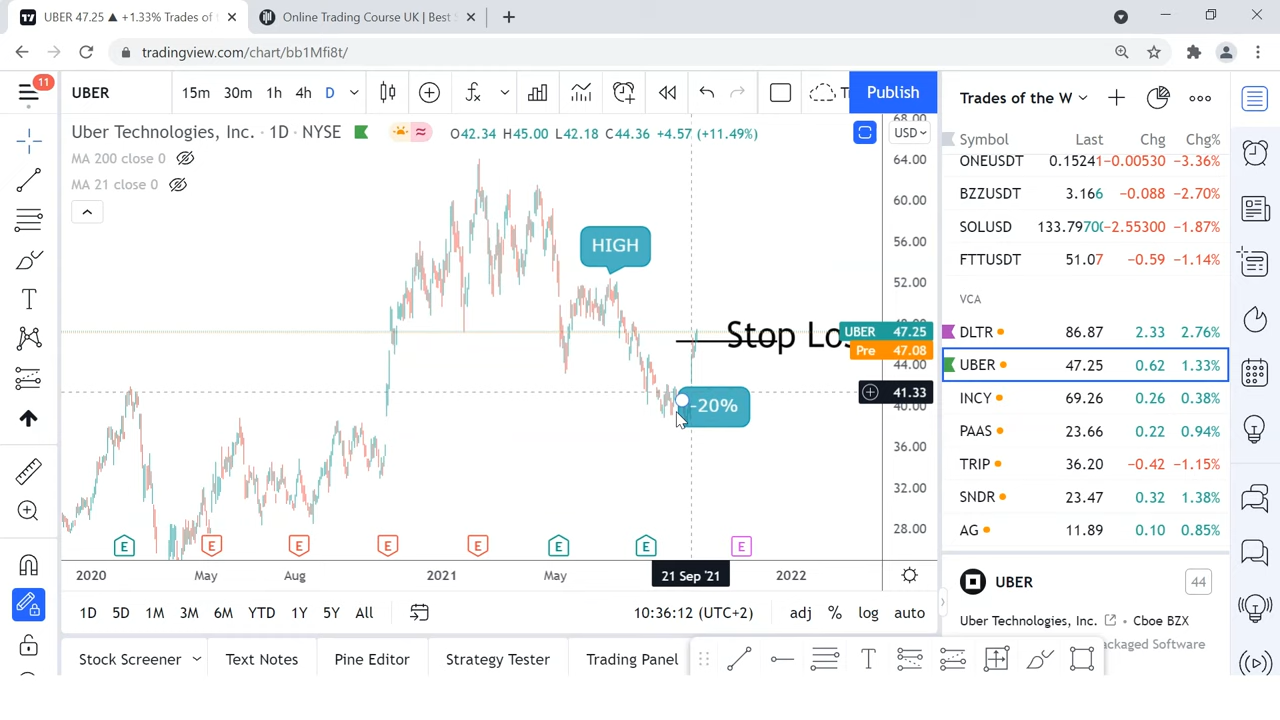 UBER 47.25 ▲ +1.33% Trades of
Online Trading Course UK | Best
tradingview.com/chart/bb1Mfi8t/
11
UBER
15m 30m 1h 4h D
Publish
Trades of the W
Uber Technologies, Inc. · 1D · NYSE
O42.34 H45.00 L42.18 C44.36 +4.57 (+11.49%)
MA 200 close 0
MA 21 close 0
USD
68.00
64.00
60.00
56.00
52.00
44.00
40.00
36.00
32.00
28.00
HIGH
Stop Los
UBER 47.25
Pre 47.08
41.33
-20%
E E E E E E E E
2020 May Aug 2021 May 21 Sep '21 2022
1D 5D 1M 3M 6M YTD 1Y 5Y All
10:36:12 (UTC+2)
adj % log auto
Stock Screener Text Notes Pine Editor Strategy Tester Trading Panel
Symbol Last Chg Chg%
ONEUSDT 0.15241 −0.00530 −3.36%
BZZUSDT 3.166 −0.088 −2.70%
SOLUSD 133.7970 −2.55300 −1.87%
FTTUSDT 51.07 −0.59 −1.14%
VCA
DLTR 86.87 2.33 2.76%
UBER 47.25 0.62 1.33%
INCY 69.26 0.26 0.38%
PAAS 23.66 0.22 0.94%
TRIP 36.20 −0.42 −1.15%
SNDR 23.47 0.32 1.38%
AG 11.89 0.10 0.85%
UBER 44
Uber Technologies, Inc. • Cboe BZX
ackaged Software